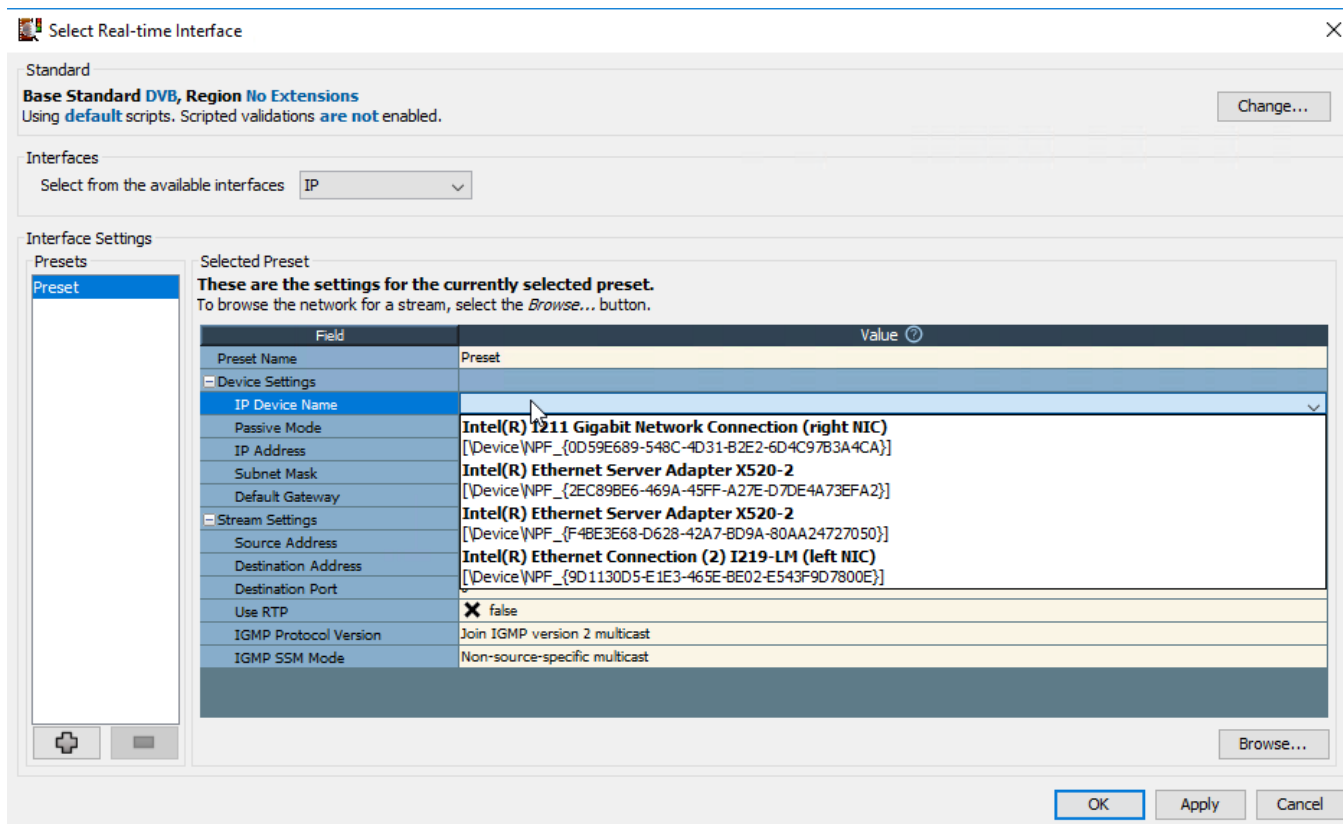 Select Real-time Interface
Standard
Base Standard DVB, Region No Extensions
Using default scripts. Scripted validations are not enabled.
Change...
Interfaces
Select from the available interfaces IP
Interface Settings
Presets
Preset
Selected Preset
These are the settings for the currently selected preset.
To browse the network for a stream, select the Browse... button.
Field Value
Preset Name Preset
Device Settings
IP Device Name
Passive Mode
IP Address
Subnet Mask
Default Gateway
Stream Settings
Source Address
Destination Address
Destination Port
Intel(R) I211 Gigabit Network Connection (right NIC)
[\Device\NPF_{0D59E689-548C-4D31-B2E2-6D4C97B3A4CA}]
Intel(R) Ethernet Server Adapter X520-2
[\Device\NPF_{2EC89BE6-469A-45FF-A27E-D7DE4A73EFA2}]
Intel(R) Ethernet Server Adapter X520-2
[\Device\NPF_{F4BE3E68-D628-42A7-BD9A-80AA24727050}]
Intel(R) Ethernet Connection (2) I219-LM (left NIC)
[\Device\NPF_{9D1130D5-E1E3-465E-BE02-E543F9D7800E}]
Use RTP false
IGMP Protocol Version Join IGMP version 2 multicast
IGMP SSM Mode Non-source-specific multicast
Browse...
OK Apply Cancel